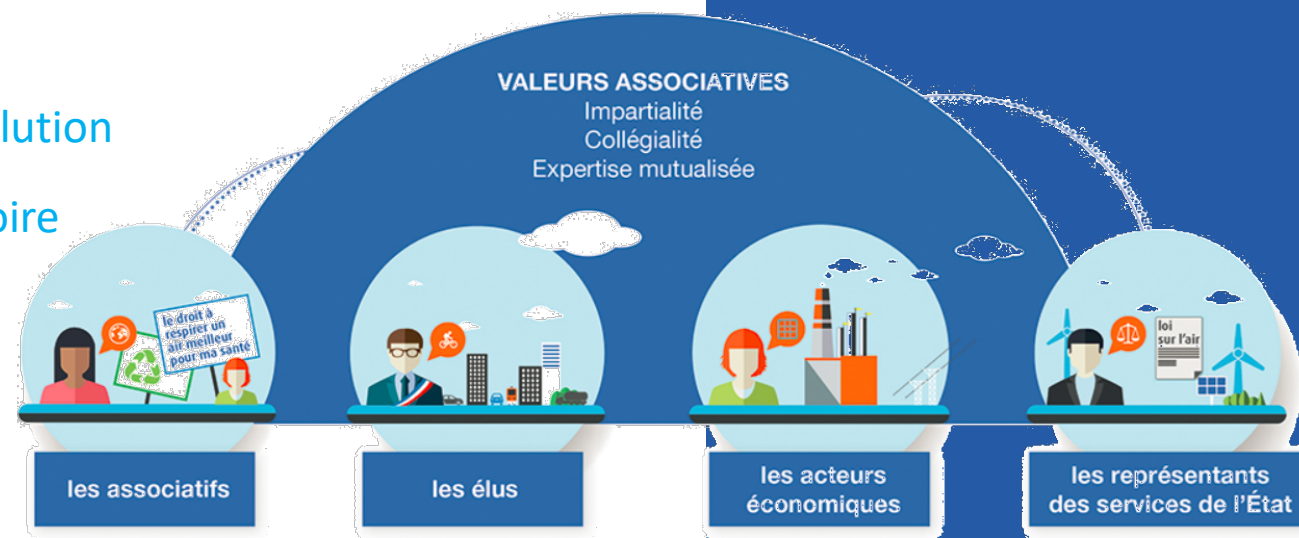 VALEURS ASSOCIATIVES
Impartialité
Collégialité
Expertise mutualisée
lution
oire
le droit à
respirer un
air meilleur
pour ma santé
loi
sur l'air
les associatifs
les élus
les acteurs
économiques
les représentants
des services de l'État